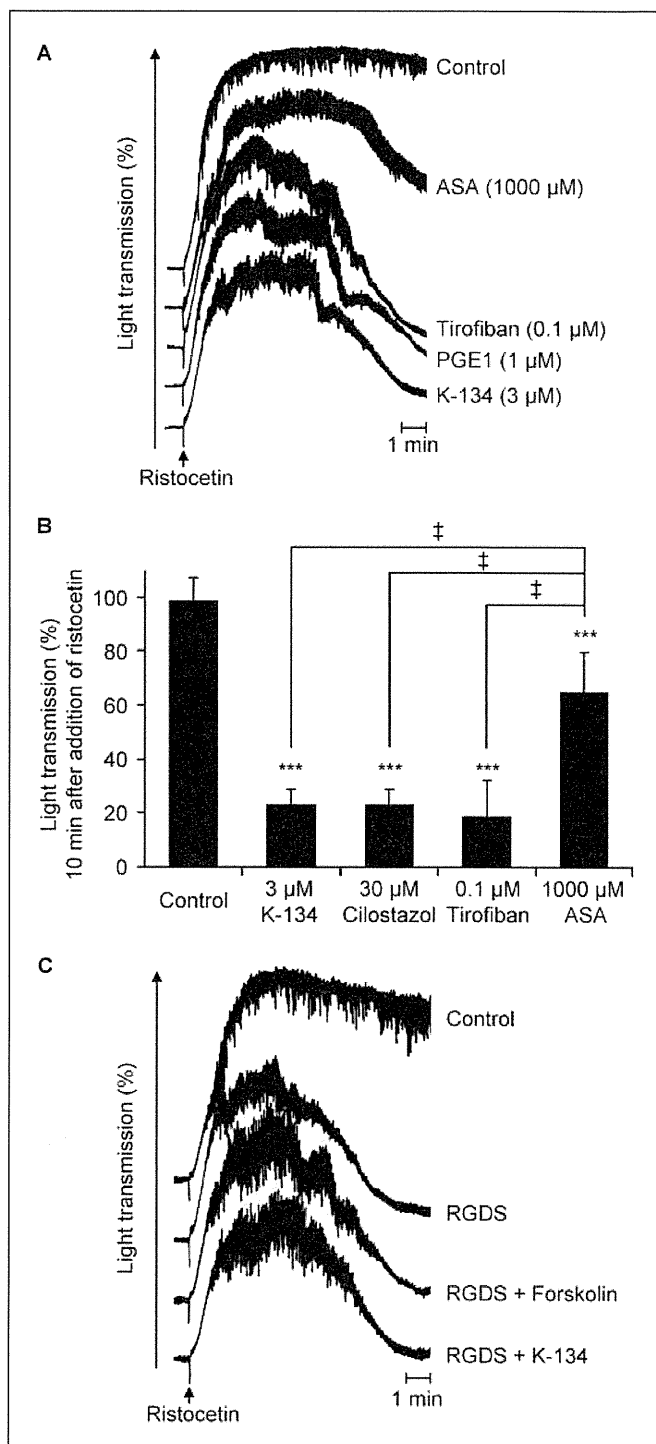 A
Light transmission (%)
Control
ASA (1000 µM)
Tirofiban (0.1 µM)
PGE1 (1 µM)
K-134 (3 µM)
1 min
Ristocetin
B
Light transmission (%)
10 min after addition of ristocetin
100
80
60
40
20
0
‡
‡
‡
***
***
***
***
Control
3 µM
K-134
30 µM
Cilostazol
0.1 µM
Tirofiban
1000 µM
ASA
C
Light transmission (%)
Control
RGDS
RGDS + Forskolin
RGDS + K-134
1 min
Ristocetin